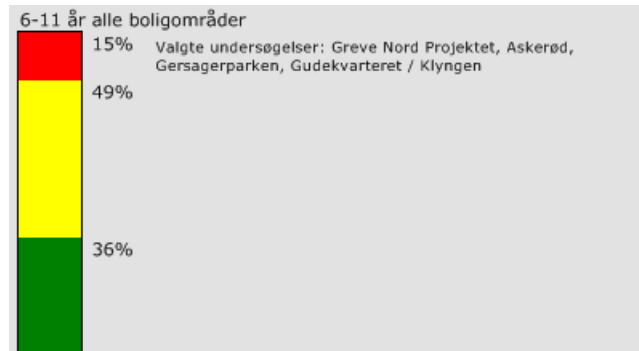 6-11 år alle boligområder
15%
Valgte undersøgelser: Greve Nord Projektet, Askerød,
Gersagerparken, Gudekvarteret / Klyngen
49%
36%